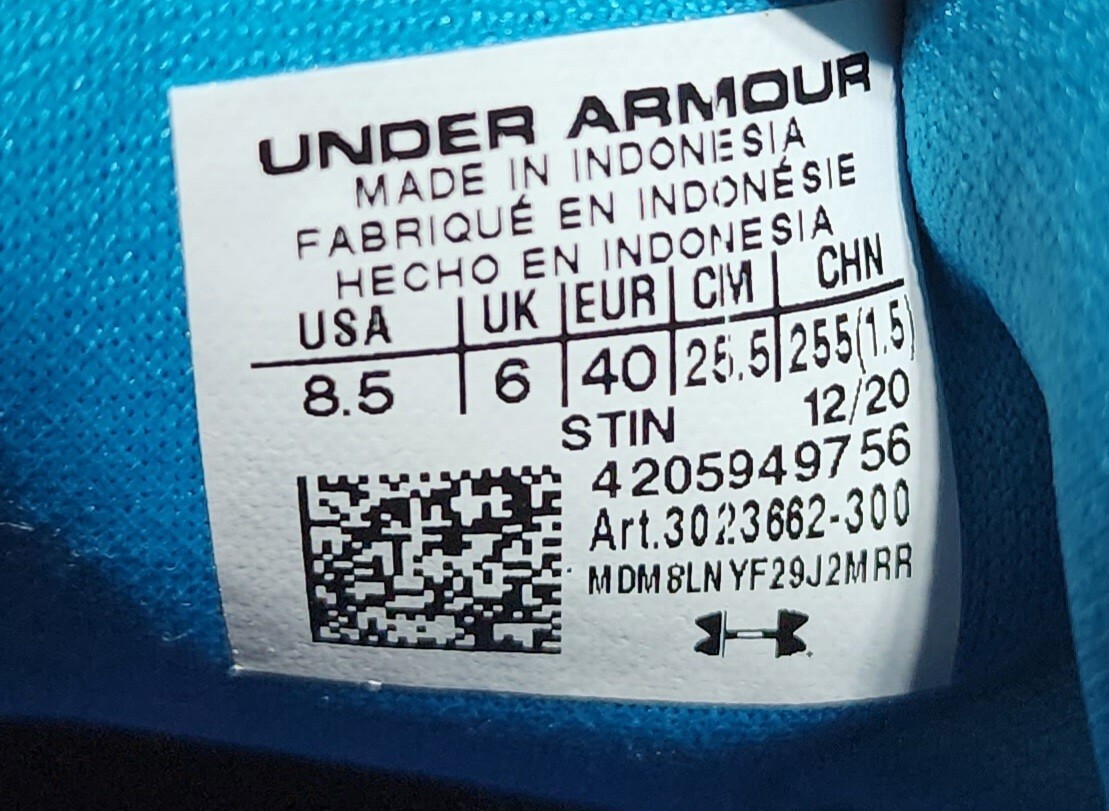 UNDER ARMOUR
MADE IN INDONESIA
FABRIQUÉ EN INDONÉSIE
HECHO EN INDONESIA
USA UK EUR CM CHN
8.5 6 40 25.5 255(1.5)
STIN 12/20
4205949756
Art.3023662-300
MDM8LNYF29J2MRR